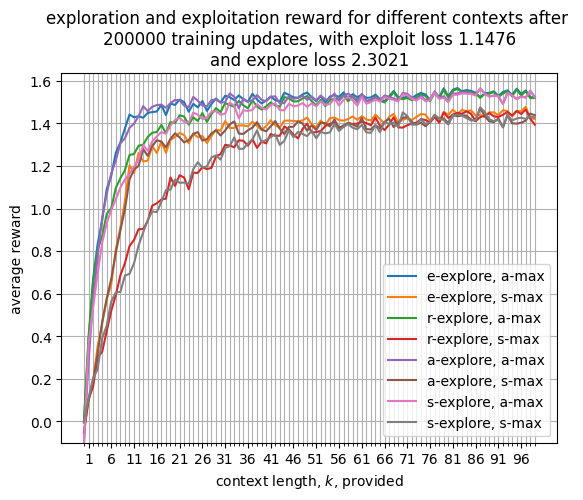 exploration and exploitation reward for different contexts after
200000 training updates, with exploit loss 1.1476
and explore loss 2.3021
average reward
1.6
1.4
1.2
1.0
0.8
0.6
0.4
0.2
0.0
e-explore, a-max
e-explore, s-max
r-explore, a-max
r-explore, s-max
a-explore, a-max
a-explore, s-max
s-explore, a-max
s-explore, s-max
1 6 11 16 21 26 31 36 41 46 51 56 61 66 71 76 81 86 91 96
context length, k, provided